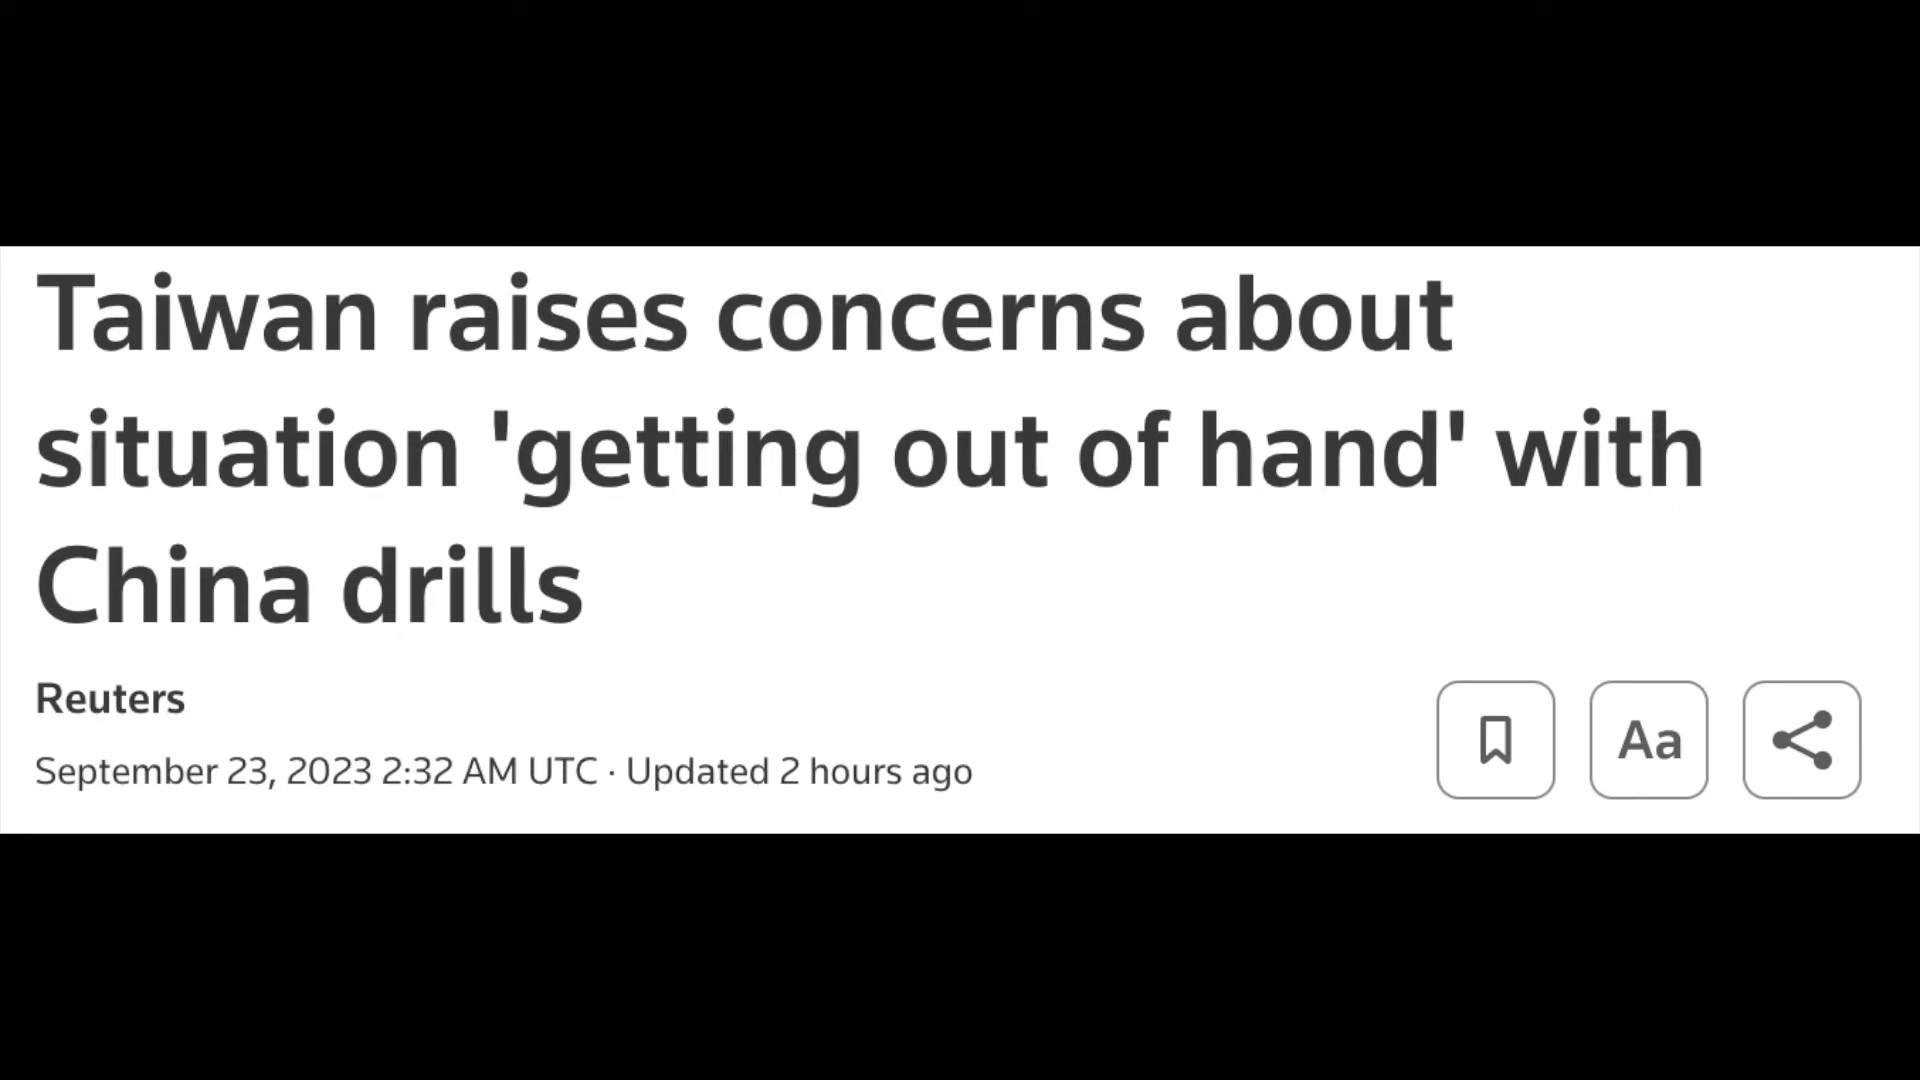 Taiwan raises concerns about
situation 'getting out of hand' with
China drills
Reuters
September 23, 2023 2:32 AM UTC · Updated 2 hours ago
Aa